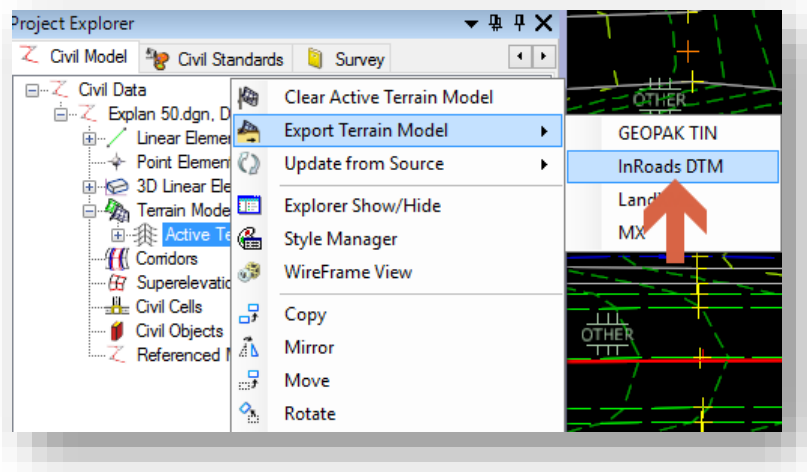 Project Explorer
Civil Model Civil Standards Survey
Civil Data
Explan 50.dgn, D
Linear Eleme
Point Elemen
3D Linear Ele
Terrain Mode
Active Te
Corridors
Superelevatio
Civil Cells
Civil Objects
Referenced
Clear Active Terrain Model
Export Terrain Model
Update from Source
Explorer Show/Hide
Style Manager
WireFrame View
Copy
Mirror
Move
Rotate
GEOPAK TIN
InRoads DTM
MX
OTHER
OTHER